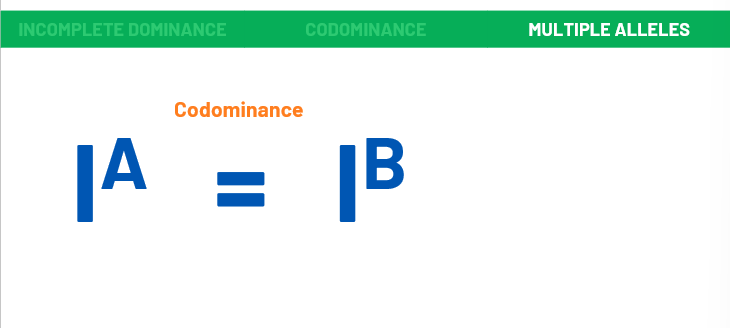 INCOMPLETE DOMINANCE CODOMINANCE MULTIPLE ALLELES
Codominance
I^A = I^B